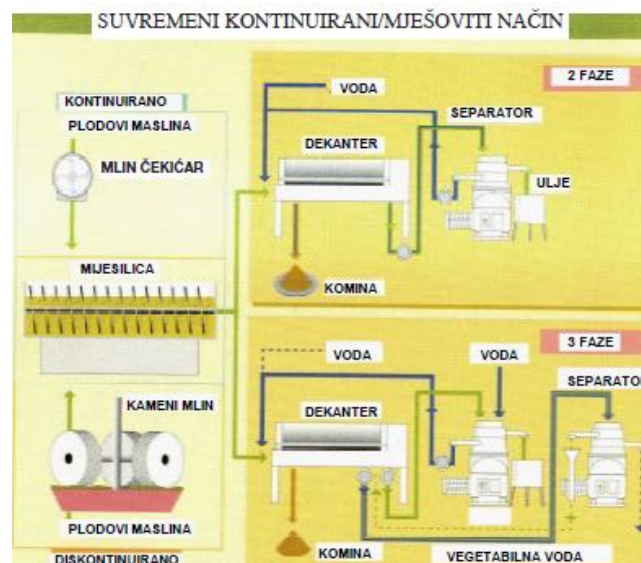 SUVREMENI KONTINUIRANI/MJEŠOVITI NAČIN
KONTINUIRANO
PLODOVI MASLINA
MLIN ČEKIĆAR
MIJESILICA
KAMENI MLIN
PLODOVI MASLINA
DISKONTINUIRANO
2 FAZE
VODA
SEPARATOR
DEKANTER
ULJE
KOMINA
3 FAZE
VODA
VODA
SEPARATOR
DEKANTER
KOMINA
VEGETABILNA VODA